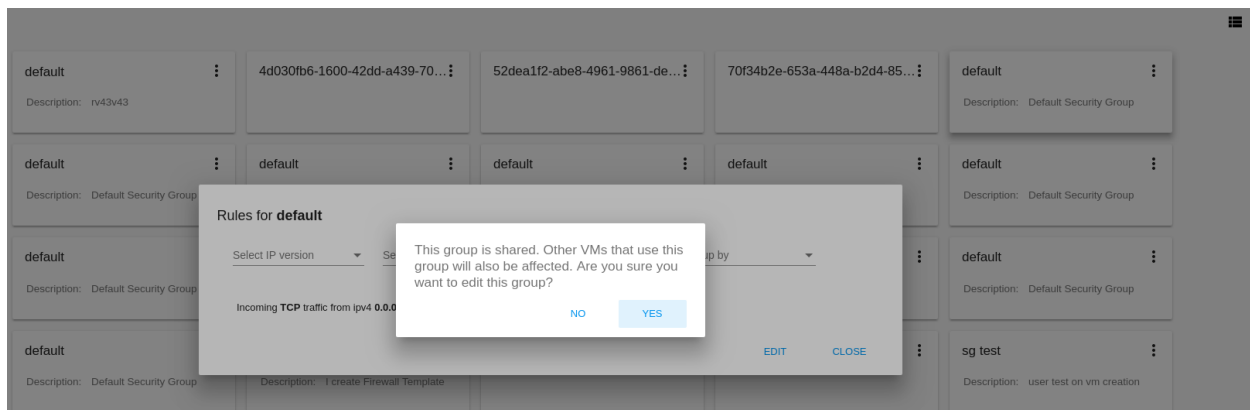 default
4d030fb6-1600-42dd-a439-70...
52dea1f2-abe8-4961-9861-de...
70f34b2e-653a-448a-b2d4-85...
default
Description: rv43v43
Description: Default Security Group
default
default
default
default
default
Description: Default Security Group
Description: Default Security Group
Rules for default
This group is shared. Other VMs that use this
group will also be affected. Are you sure you
want to edit this group?
Select IP version
Se
by
default
default
Description: Default Security Group
Description: Default Security Group
Incoming TCP traffic from ipv4 0.0.0
NO
YES
default
EDIT
CLOSE
sg test
Description: Default Security Group
Description: I create Firewall Template
Description: user test on vm creation